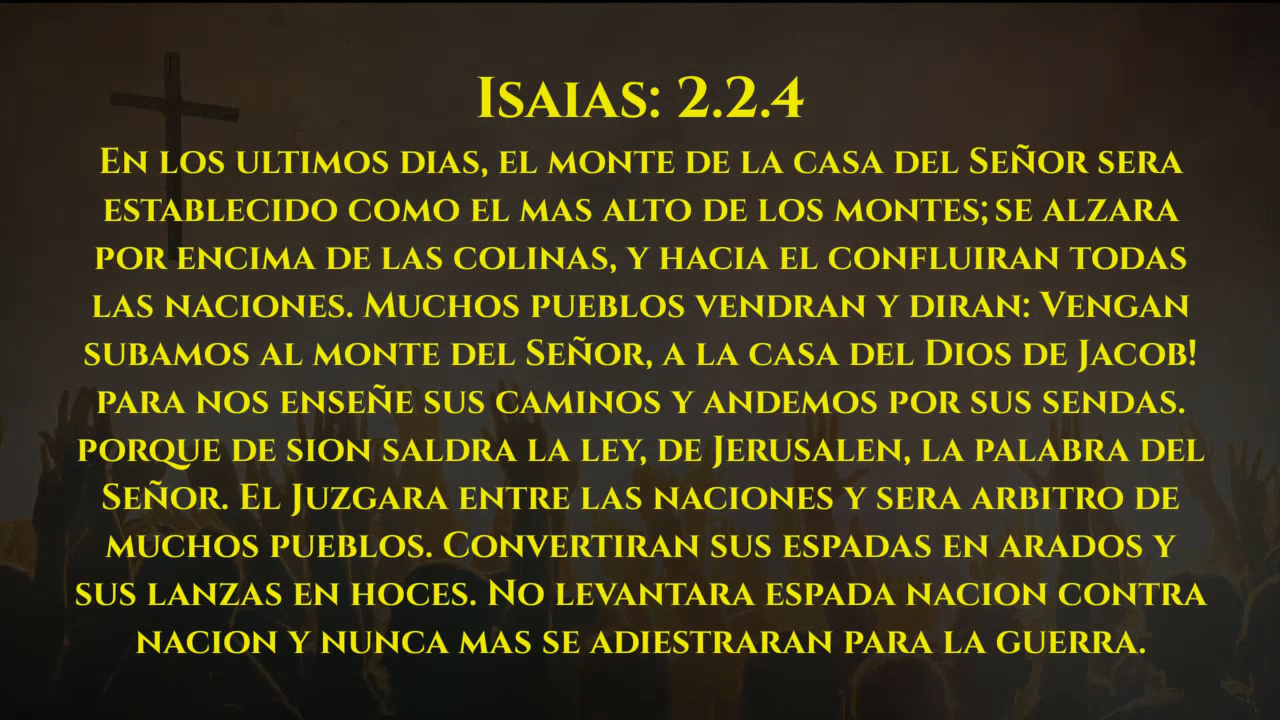 Isaias: 2.2.4
En los ultimos dias, el monte de la casa del Señor sera
establecido como el mas alto de los montes; se alzara
por encima de las colinas, y hacia el confluiran todas
las naciones. Muchos pueblos vendran y diran: Vengan
subamos al monte del Señor, a la casa del Dios de Jacob!
para nos enseñe sus caminos y andemos por sus sendas.
porque de sion saldra la ley, de Jerusalen, la palabra del
Señor. El Juzgara entre las naciones y sera arbitro de
muchos pueblos. Convertiran sus espadas en arados y
sus lanzas en hoces. No levantara espada nacion contra
nacion y nunca mas se adiestraran para la guerra.